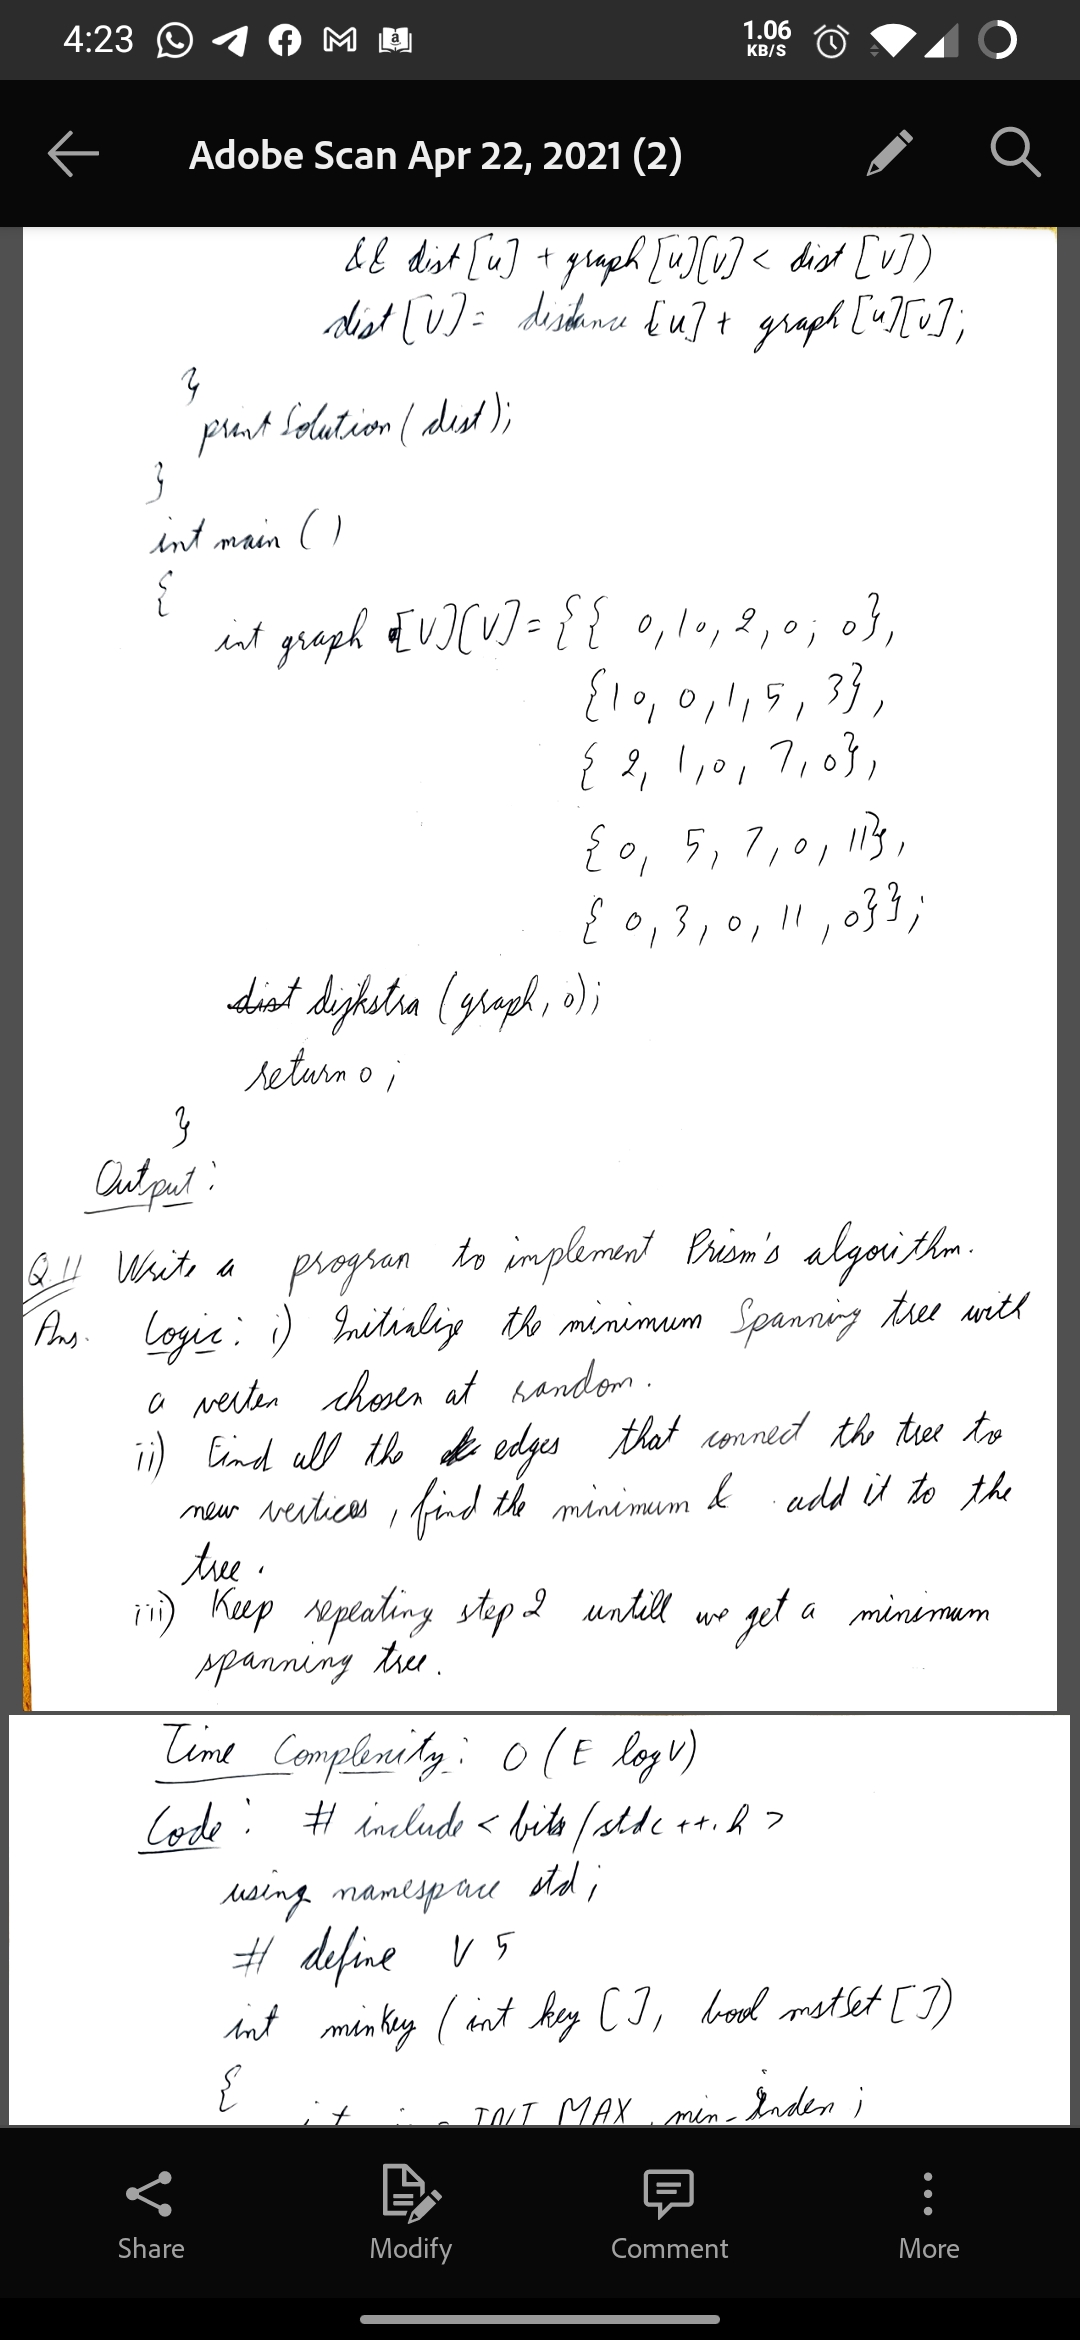 4:23
1.06
KB/S
Adobe Scan Apr 22, 2021 (2)
&& dist [u] + graph [u][v] < dist [v])
dist [v] = distance [u] + graph [u][v];
}
print Solution ( dist );
}
int main ( )
{
int graph [V][V] = {{ 0, 10, 2, 0, 0},
{10, 0, 1, 5, 3},
{ 2, 1, 0, 7, 0},
{ 0, 5, 7, 0, 11},
{ 0, 3, 0, 11, 0}};
dist dijkstra (graph, 0);
return 0 ;
}
Output :
Q.11 Write a progran to implement Prism's algorithm.
Ans. Logic : i) Initialize the minimum Spanning tree with
a vertex chosen at random.
ii) Find all the edges that connect the tree to
new vertices, find the minimum & add it to the
tree.
iii) Keep repeating step 2 untill we get a minimum
spanning tree.
Time Complexity : O ( E log V)
Code : # include < bits / stdc ++. h >
using namespace std ;
# define V 5
int minkey ( int key [ ], bool mstSet [ ])
{
int min = INT_MAX, min_Index ;
Share
Modify
Comment
More